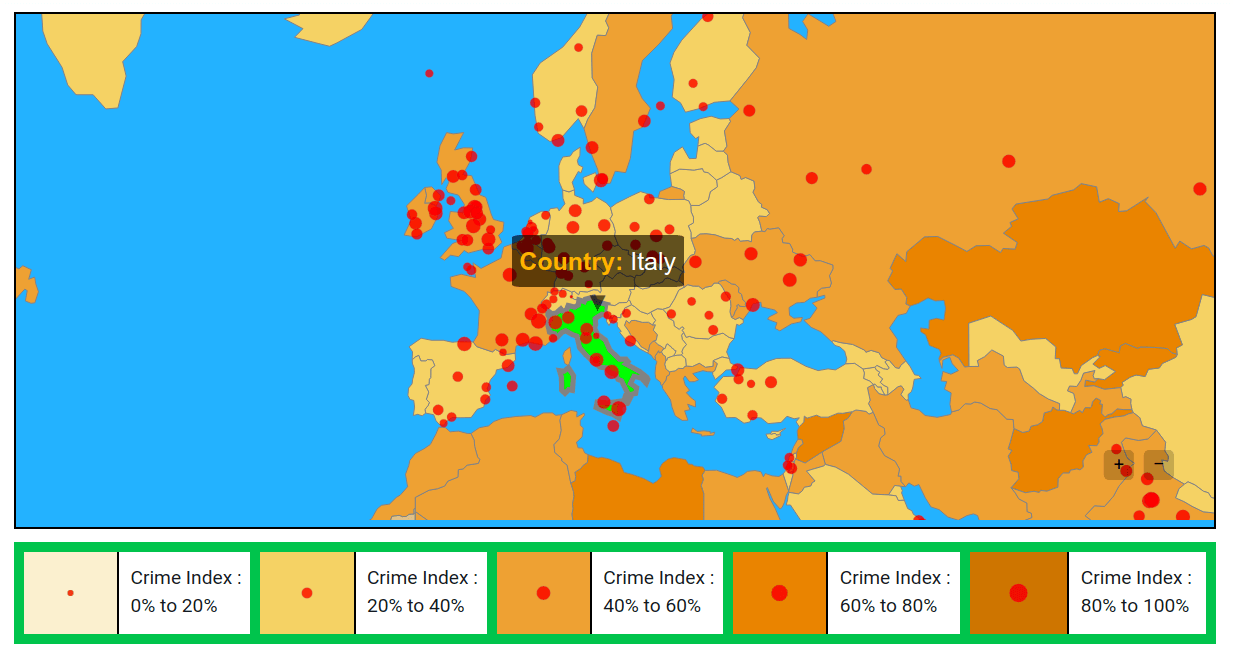 Country: Italy
+ −
Crime Index :
0% to 20%
Crime Index :
20% to 40%
Crime Index :
40% to 60%
Crime Index :
60% to 80%
Crime Index :
80% to 100%